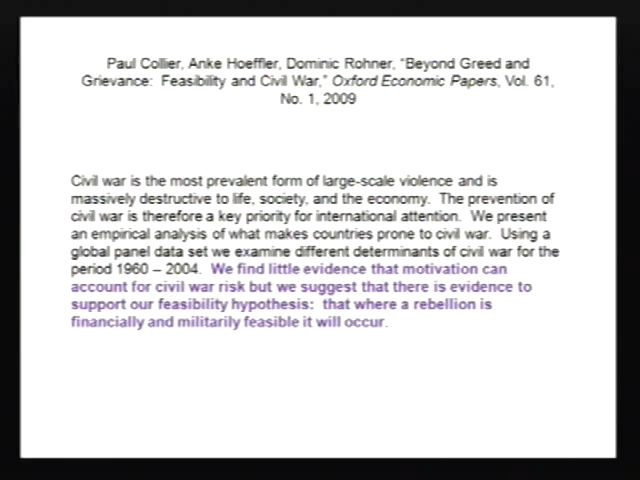 Paul Collier, Anke Hoeffler, Dominic Rohner, "Beyond Greed and
Grievance: Feasibility and Civil War," Oxford Economic Papers, Vol. 61,
No. 1, 2009
Civil war is the most prevalent form of large-scale violence and is
massively destructive to life, society, and the economy. The prevention of
civil war is therefore a key priority for international attention. We present
an empirical analysis of what makes countries prone to civil war. Using a
global panel data set we examine different determinants of civil war for the
period 1960 – 2004. We find little evidence that motivation can
account for civil war risk but we suggest that there is evidence to
support our feasibility hypothesis: that where a rebellion is
financially and militarily feasible it will occur.